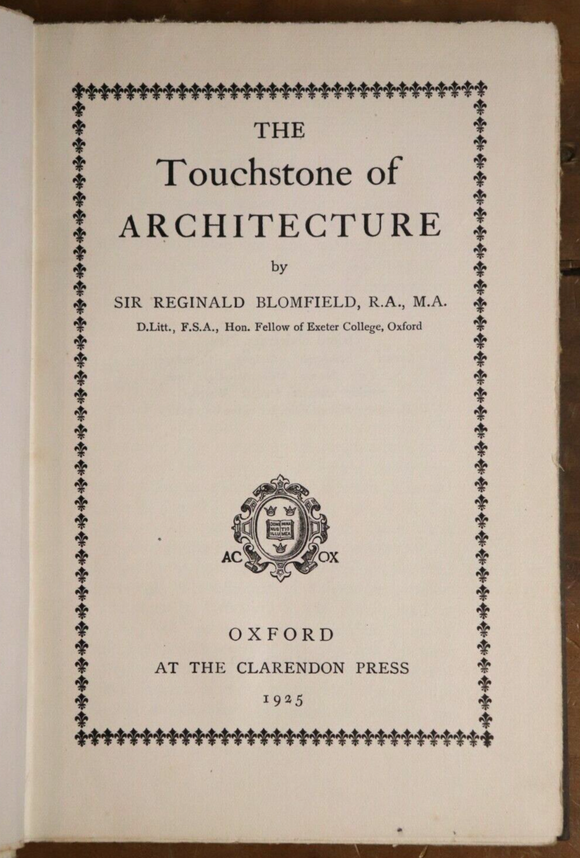 THE
Touchstone of
ARCHITECTURE
by
SIR REGINALD BLOMFIELD, R.A., M.A.
D.Litt., F.S.A., Hon. Fellow of Exeter College, Oxford
AC OX
OXFORD
AT THE CLARENDON PRESS
1925